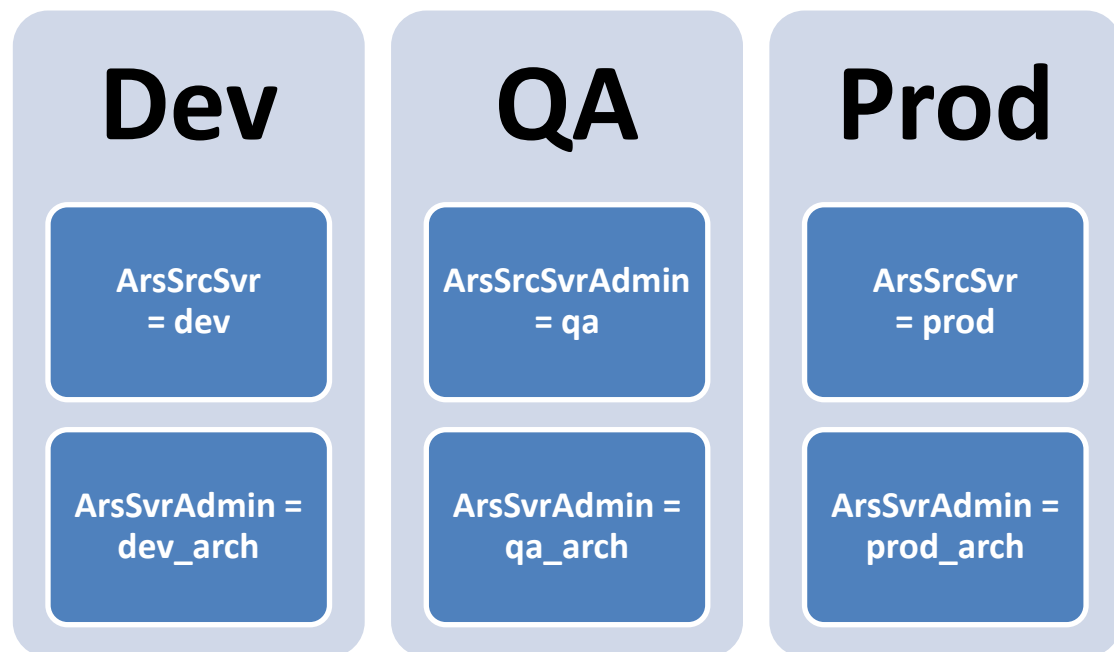 Dev
ArsSrcSvr
= dev
ArsSvrAdmin =
dev_arch
QA
ArsSrcSvrAdmin
= qa
ArsSvrAdmin =
qa_arch
Prod
ArsSrcSvr
= prod
ArsSvrAdmin =
prod_arch